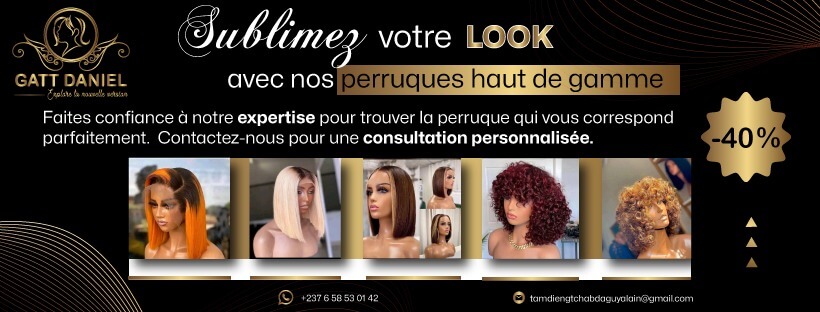 GATT DANIEL
Explore ta nouvelle version
Sublimez votre LOOK
avec nos perruques haut de gamme
Faites confiance à notre expertise pour trouver la perruque qui vous correspond
parfaitement. Contactez-nous pour une consultation personnalisée.
-40%
+237 6 58 53 01 42
tamdiengtchabdaguyalain@gmail.com